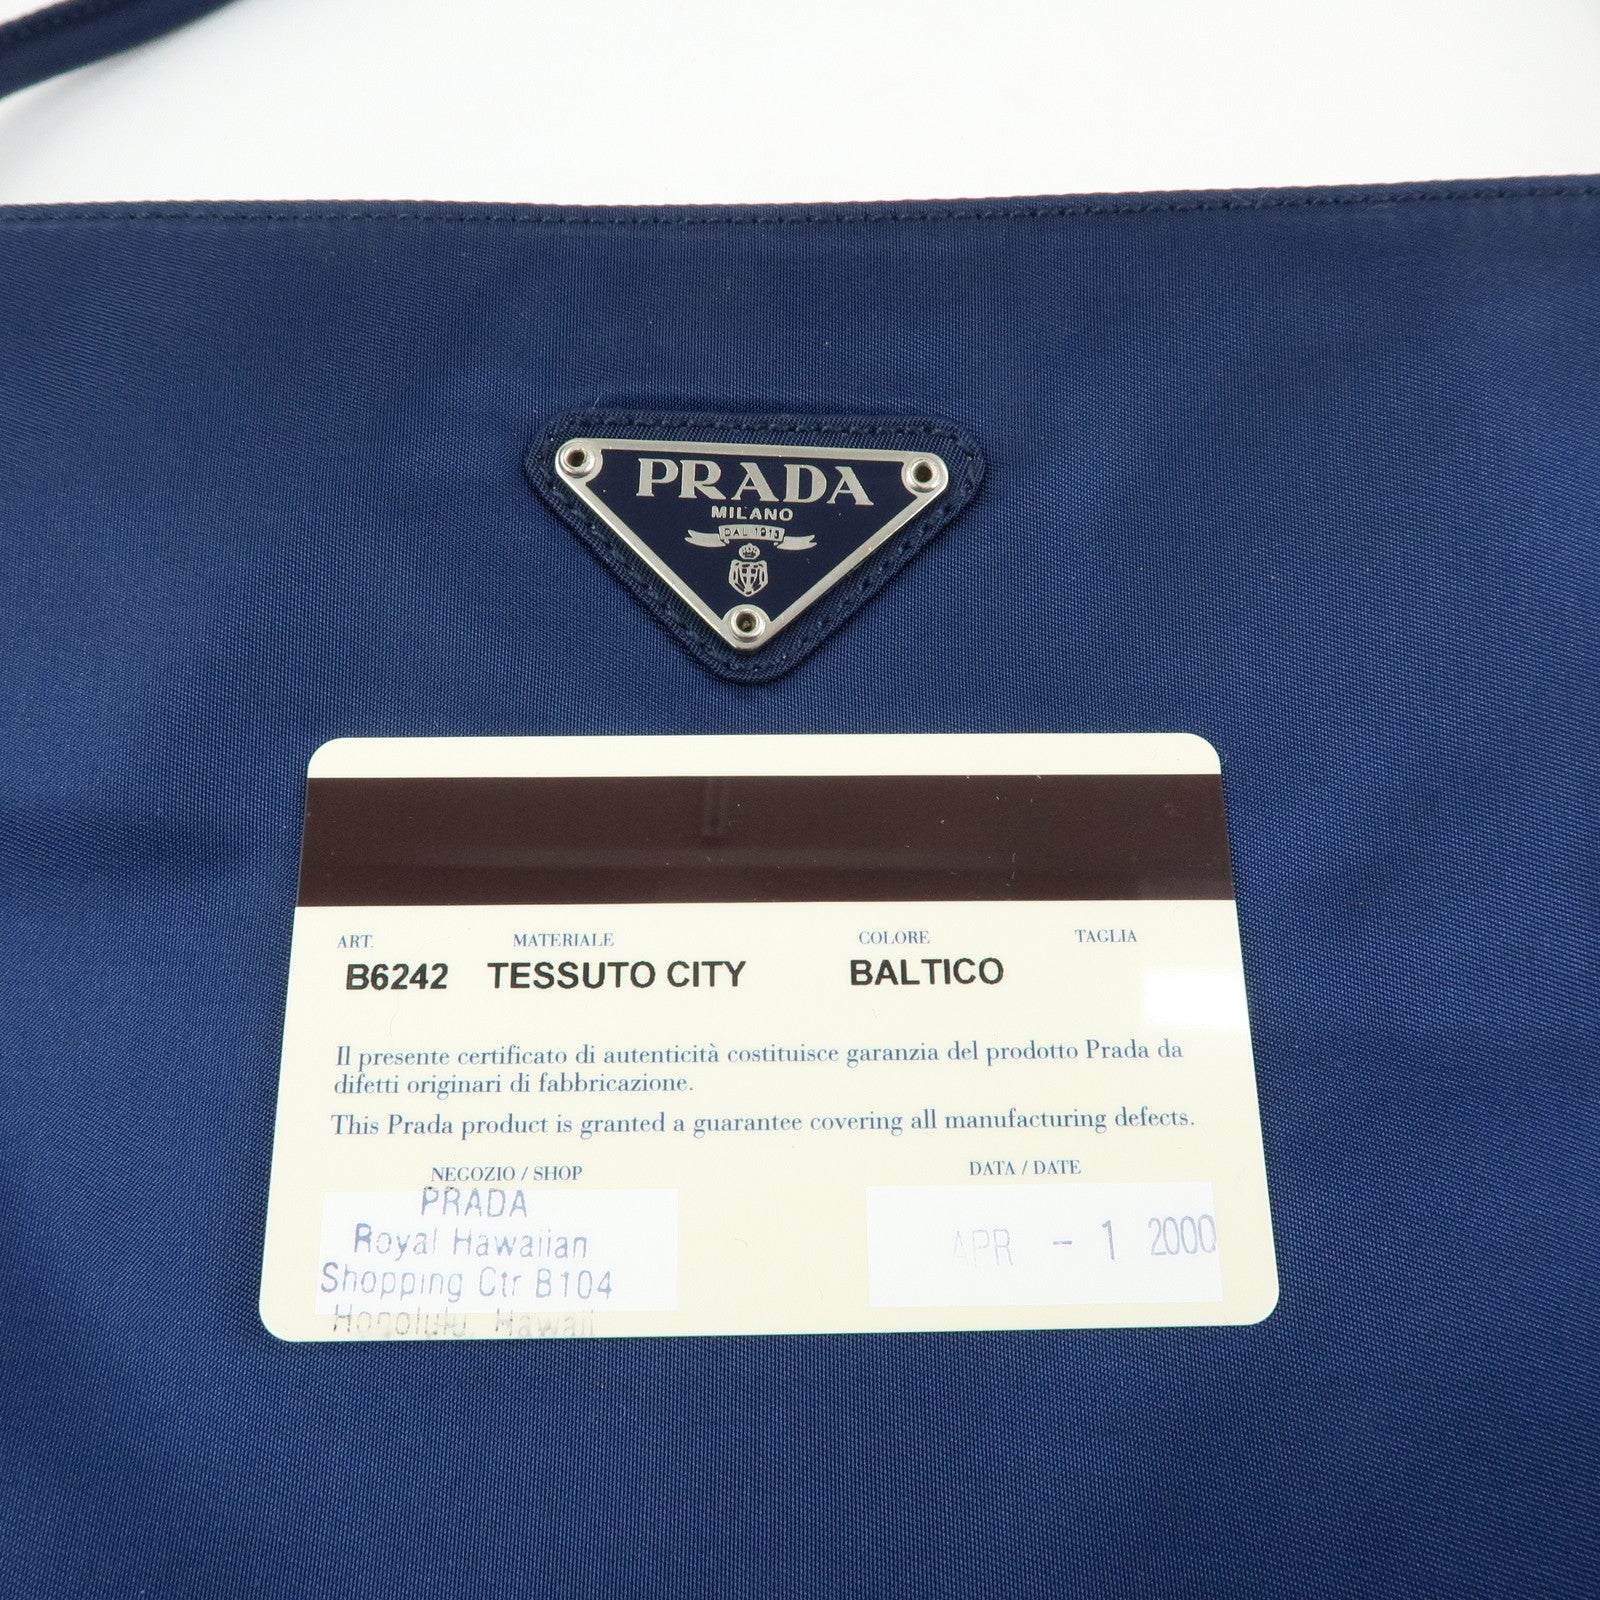 PRADA
MILANO
DAL 1913
ART. MATERIALE COLORE TAGLIA
B6242 TESSUTO CITY BALTICO
Il presente certificato di autenticità costituisce garanzia del prodotto Prada da
difetti originari di fabbricazione.
This Prada product is granted a guarantee covering all manufacturing defects.
NEGOZIO / SHOP DATA / DATE
PRADA
Royal Hawaiian
Shopping Ctr B104
Honolulu, Hawaii
APR - 1 2000